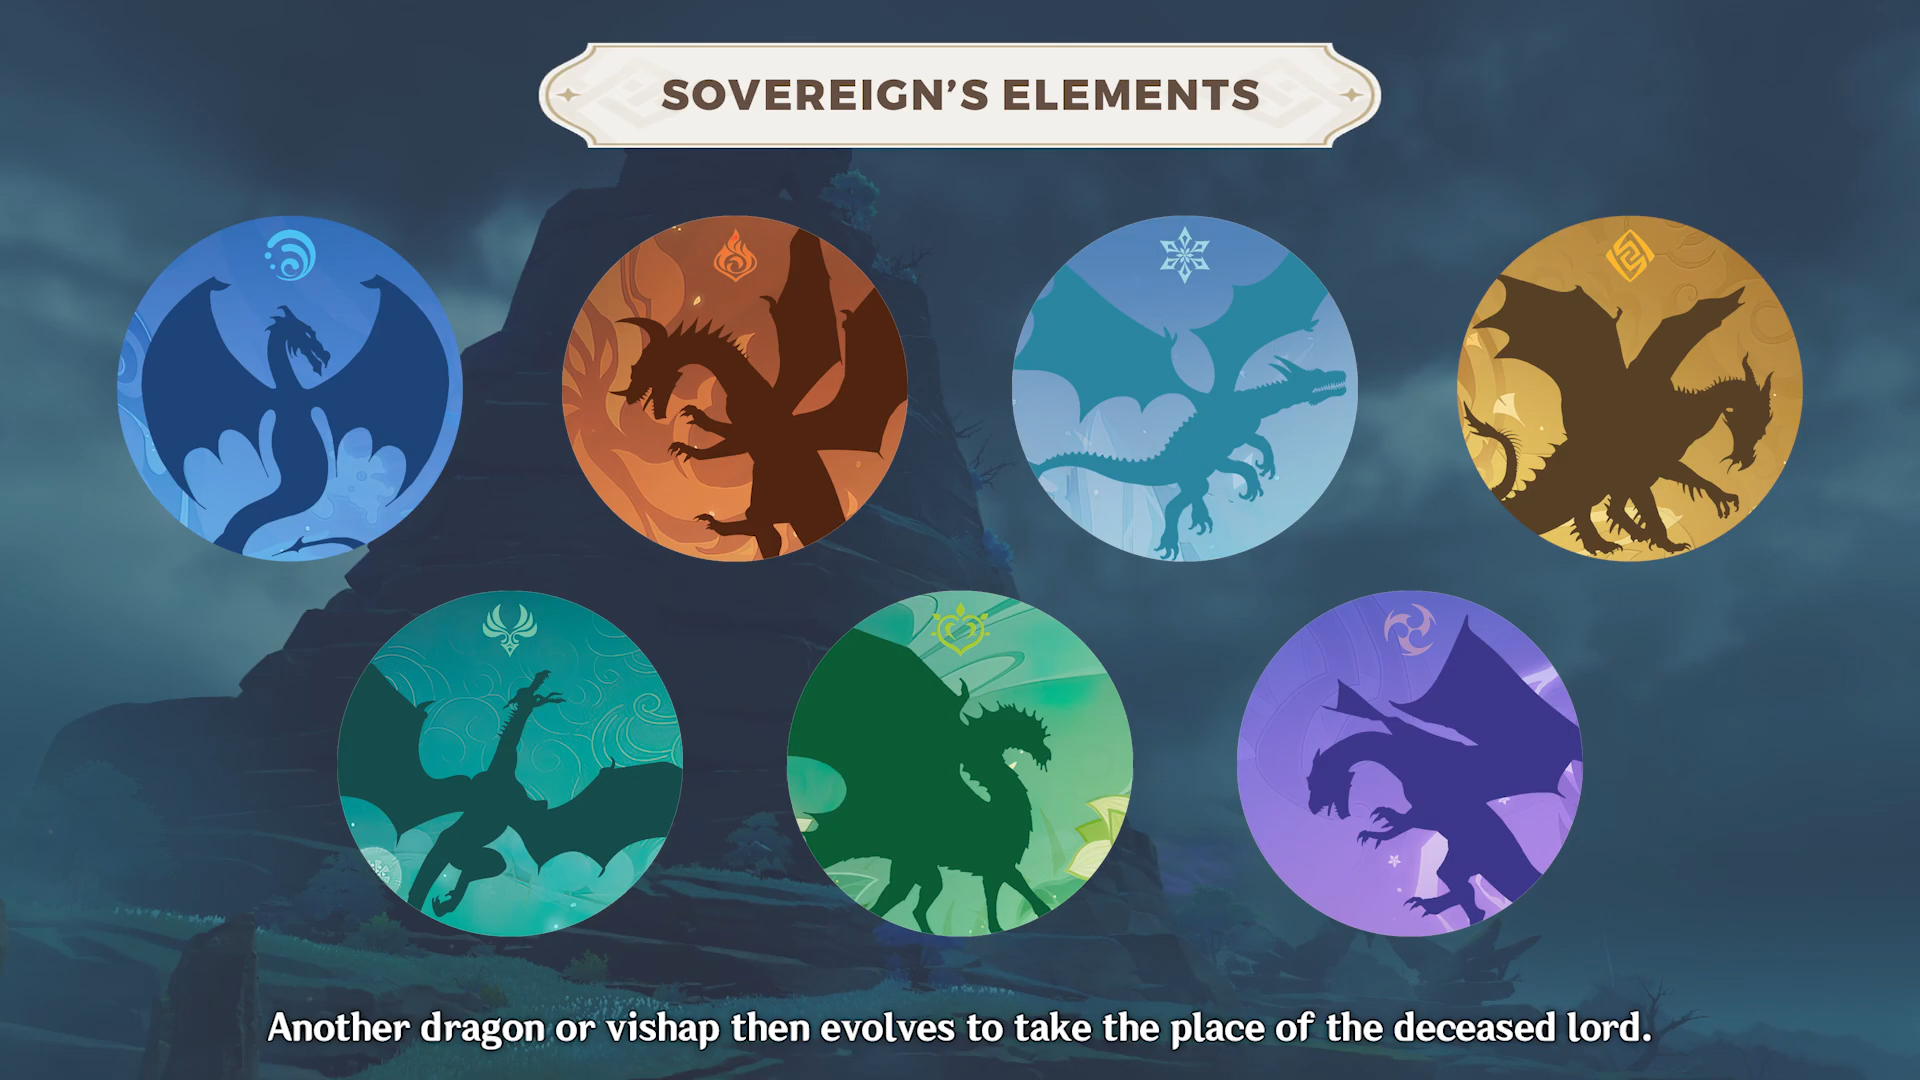 SOVEREIGN’S ELEMENTS
Another dragon or vishap then evolves to take the place of the deceased lord.